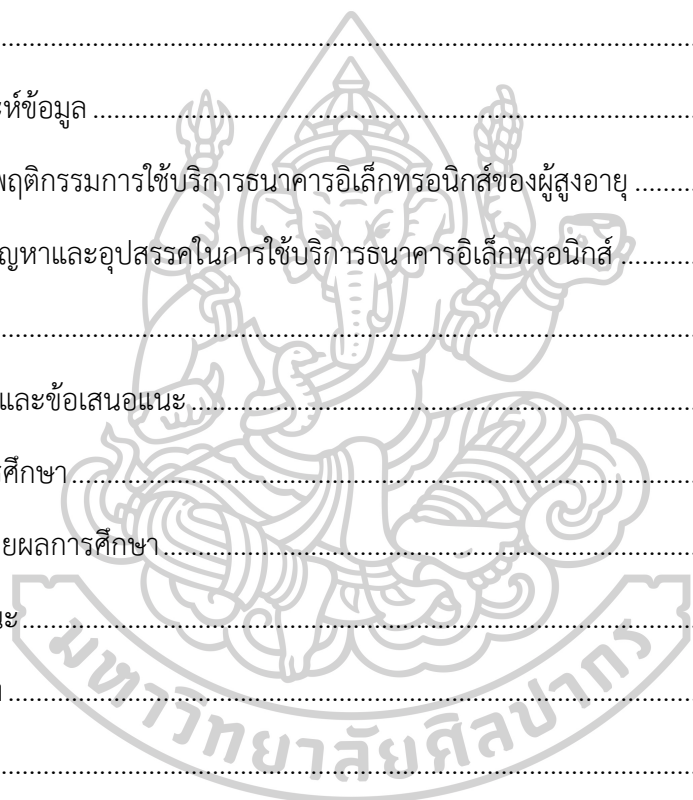 ......................................................................
ะห์ข้อมูล ......................................................................
พฤติกรรมการใช้บริการธนาคารอิเล็กทรอนิกส์ของผู้สูงอายุ ..........
ญหาและอุปสรรคในการใช้บริการธนาคารอิเล็กทรอนิกส์ ..........
......................................................................
และข้อเสนอแนะ ......................................................................
รศึกษา ......................................................................
ยผลการศึกษา ......................................................................
นะ ......................................................................
......................................................................
......................................................................
มหาวิทยาลัยศิลปากร